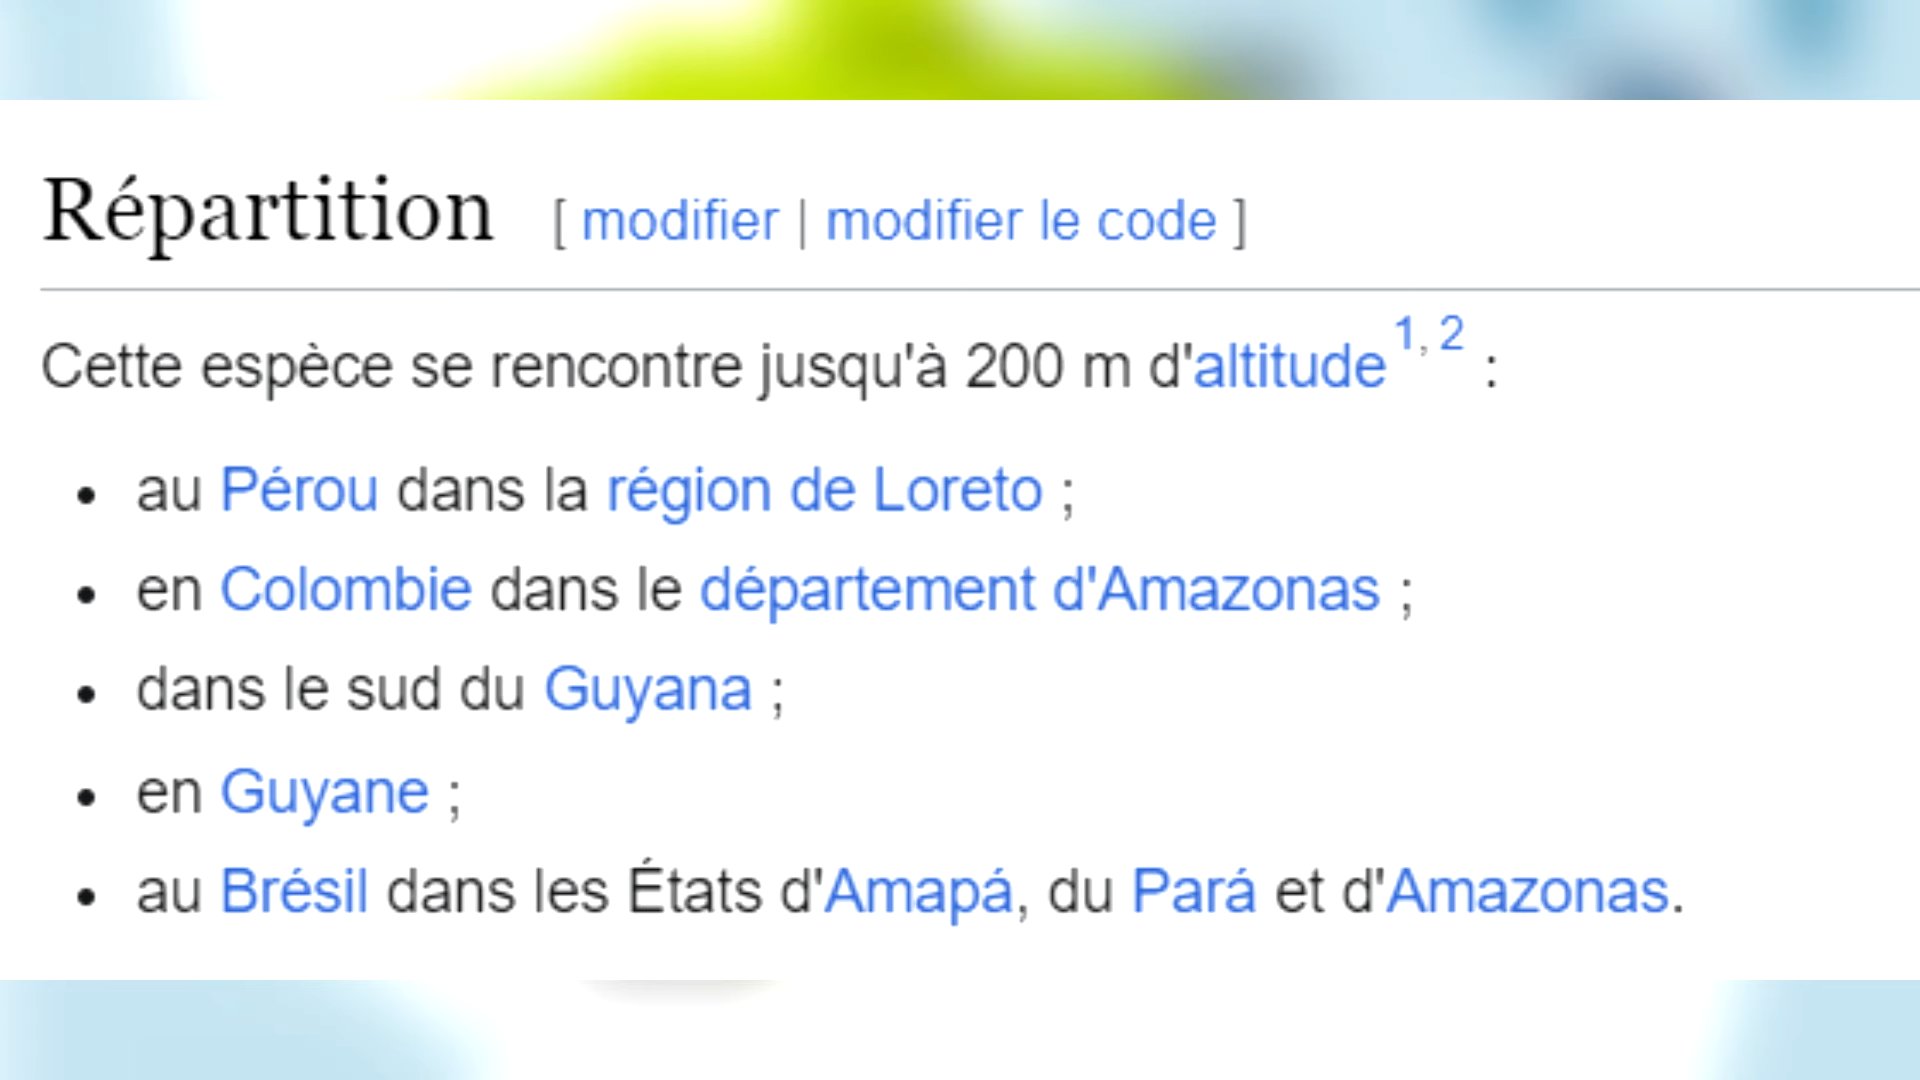 Répartition [ modifier | modifier le code ]
Cette espèce se rencontre jusqu'à 200 m d'altitude 1, 2 :
• au Pérou dans la région de Loreto ;
• en Colombie dans le département d'Amazonas ;
• dans le sud du Guyana ;
• en Guyane ;
• au Brésil dans les États d'Amapá, du Pará et d'Amazonas.